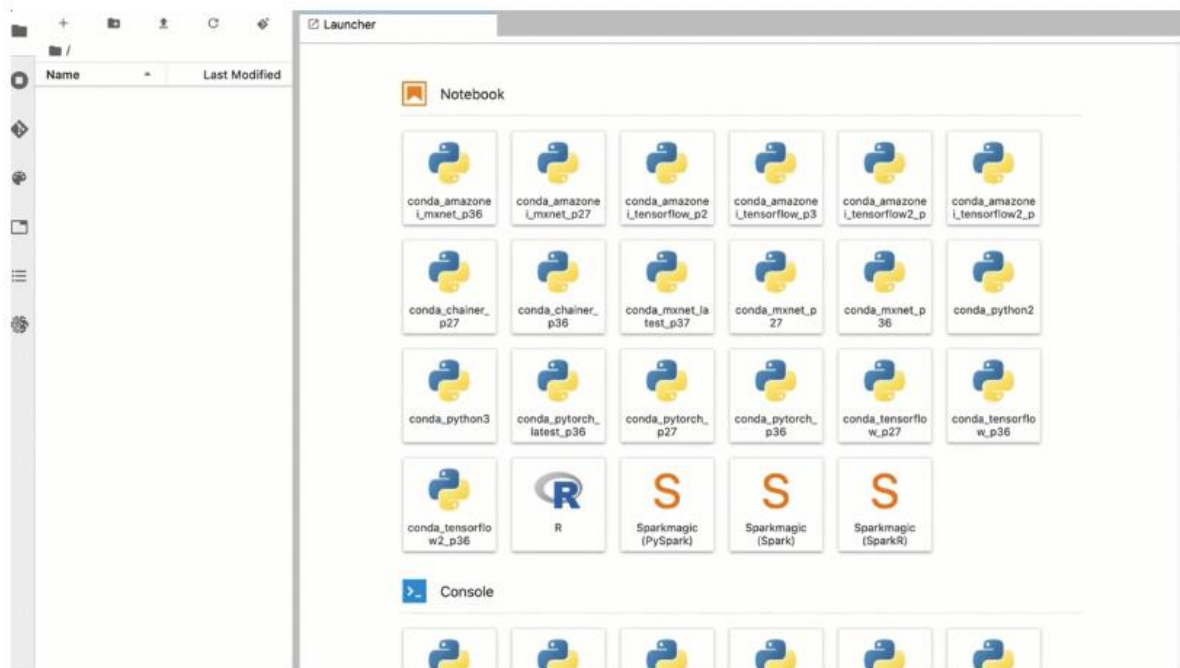 Launcher
/
Name
Last Modified
Notebook
conda_amazone
i_mxnet_p36
conda_amazone
i_mxnet_p27
conda_amazone
i_tensorflow_p2
conda_amazone
i_tensorflow_p3
conda_amazone
i_tensorflow2_p
conda_amazone
i_tensorflow2_p
conda_chainer_
p27
conda_chainer_
p36
conda_mxnet_la
test_p37
conda_mxnet_p
27
conda_mxnet_p
36
conda_python2
conda_python3
conda_pytorch_
latest_p36
conda_pytorch_
p27
conda_pytorch_
p36
conda_tensorflo
w_p27
conda_tensorflo
w_p36
conda_tensorflo
w2_p36
R
R
S
Sparkmagic
(PySpark)
S
Sparkmagic
(Spark)
S
Sparkmagic
(SparkR)
Console